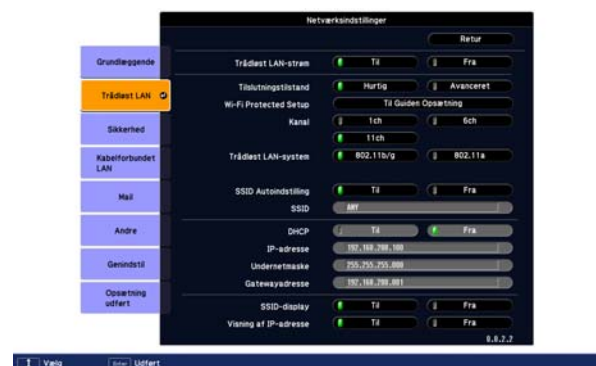 Netværksindstillinger
Retur
Grundlæggende
Trådløst LAN
Sikkerhed
Kabelforbundet
LAN
Mail
Andre
Genindstil
Opsætning
udført
Trådløst LAN-strøm Til Fra
Tilslutningstilstand Hurtig Avanceret
Wi-Fi Protected Setup Til Guiden Opsætning
Kanal 1ch 6ch
11ch
Trådløst LAN-system 802.11b/g 802.11a
SSID Autoindstilling Til Fra
SSID ANY
DHCP Til Fra
IP-adresse 192.168.200.100
Undernetmaske 255.255.255.000
Gatewayadresse 192.168.200.001
SSID-display Til Fra
Visning af IP-adresse Til Fra
0.0.2.2
Vælg Enter Udført